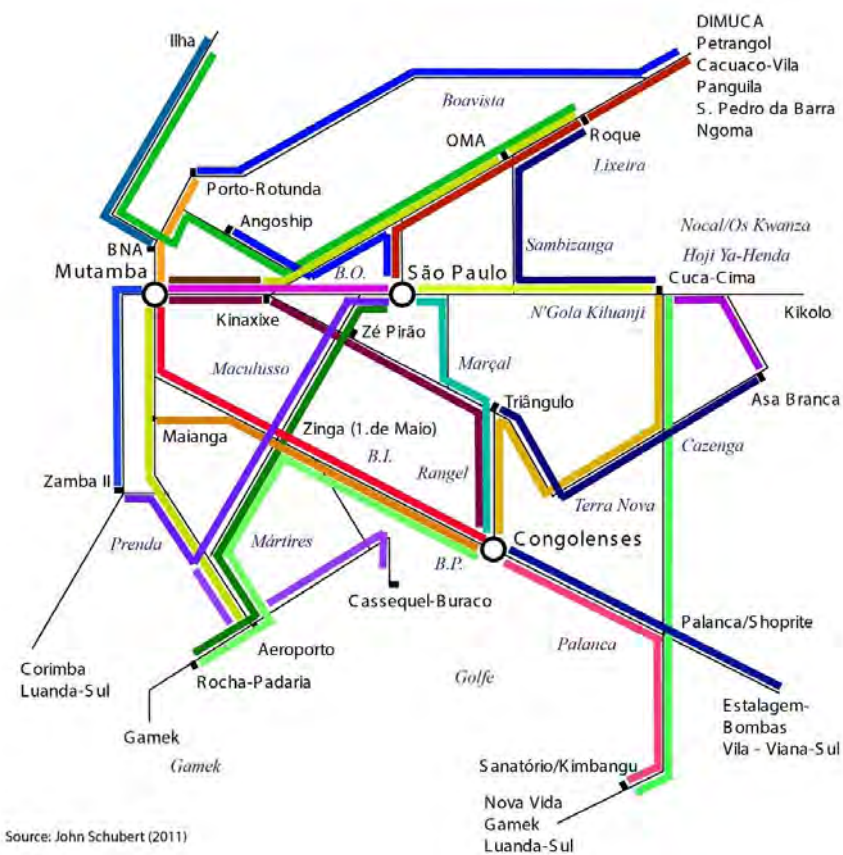 Ilha
DIMUCA
Petrangol
Cacuaco-Vila
Panguila
S. Pedro da Barra
Ngoma
Boavista
OMA
Roque
Lixeira
Porto-Rotunda
Angoship
BNA
Mutamba
B.O.
São Paulo
Sambizanga
Nocal/Os Kwanza
Hoji Ya-Henda
Cuca-Cima
Kinaxixe
Zé Pirão
N'Gola Kiluanji
Kikolo
Maculusso
Marçal
Triângulo
Asa Branca
Maianga
Zinga (1.de Maio)
B.I.
Rangel
Cazenga
Zamba II
Terra Nova
Prenda
Mártires
Congolenses
B.P.
Cassequel-Buraco
Palanca/Shoprite
Aeroporto
Palanca
Corimba
Luanda-Sul
Rocha-Padaria
Golfe
Gamek
Gamek
Estalagem-
Bombas
Vila - Viana-Sul
Sanatório/Kimbangu
Nova Vida
Gamek
Luanda-Sul
Source: John Schubert (2011)